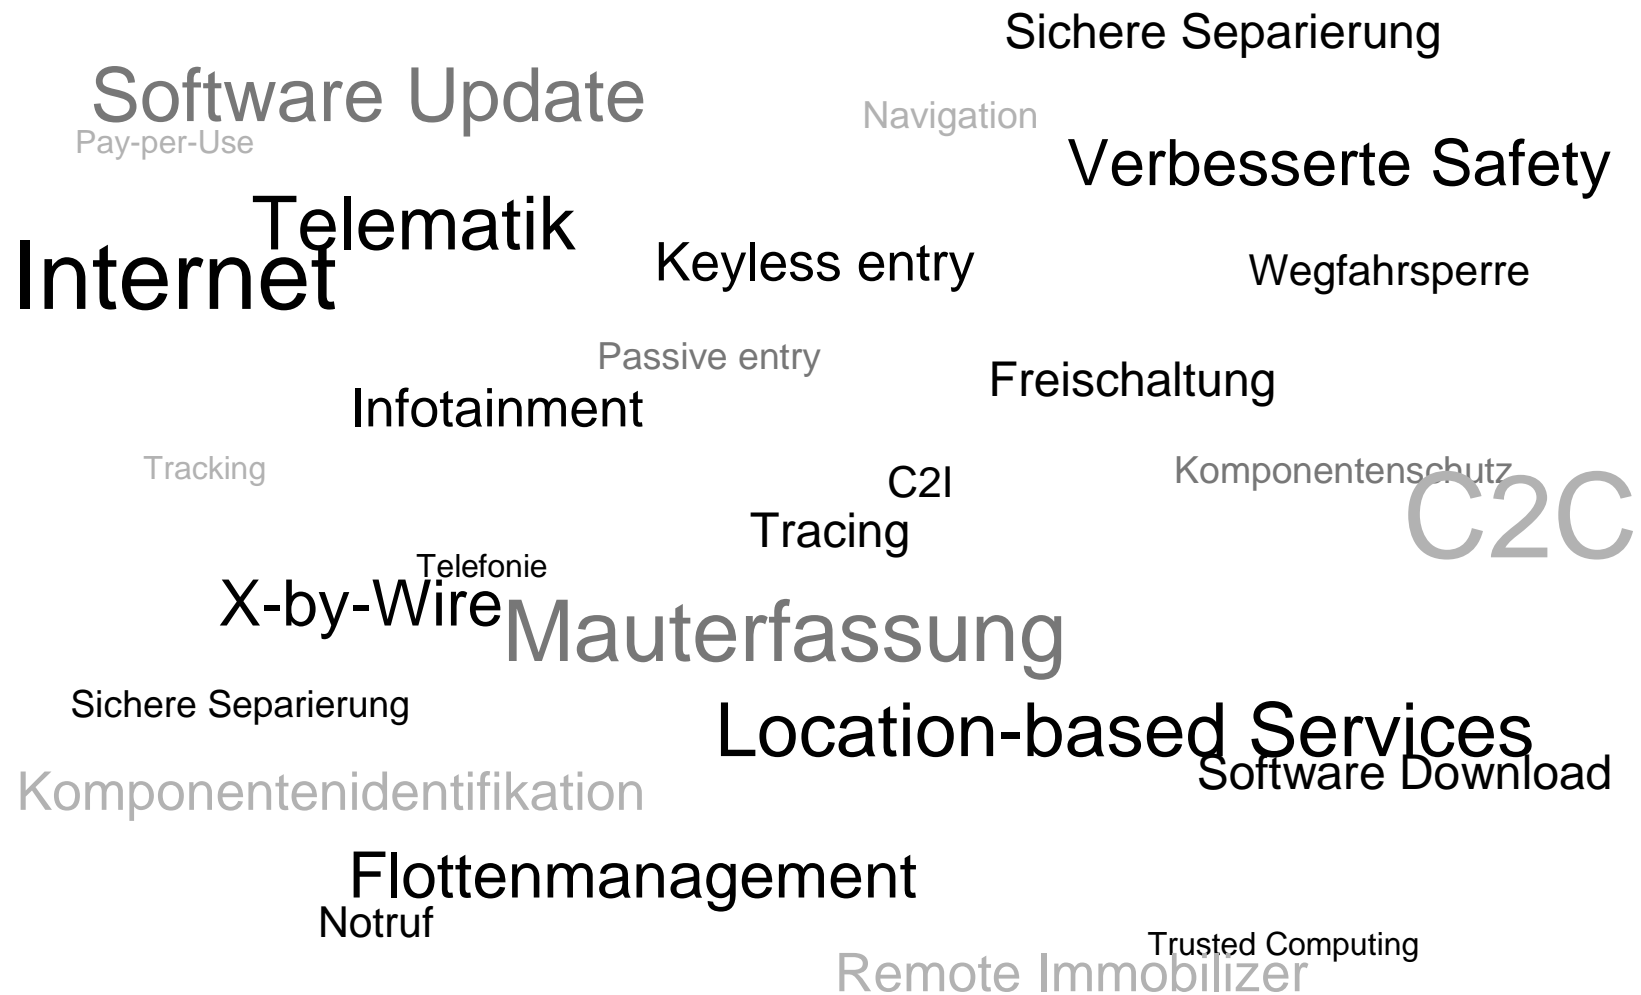 Sichere Separierung
Software Update
Navigation
Pay-per-Use
Verbesserte Safety
Telematik
Internet
Keyless entry
Wegfahrsperre
Passive entry
Freischaltung
Infotainment
Tracking
C2I
Komponentenschutz
C2C
Tracing
Telefonie
X-by-Wire
Mauterfassung
Sichere Separierung
Location-based Services
Software Download
Komponentenidentifikation
Flottenmanagement
Notruf
Trusted Computing
Remote Immobilizer